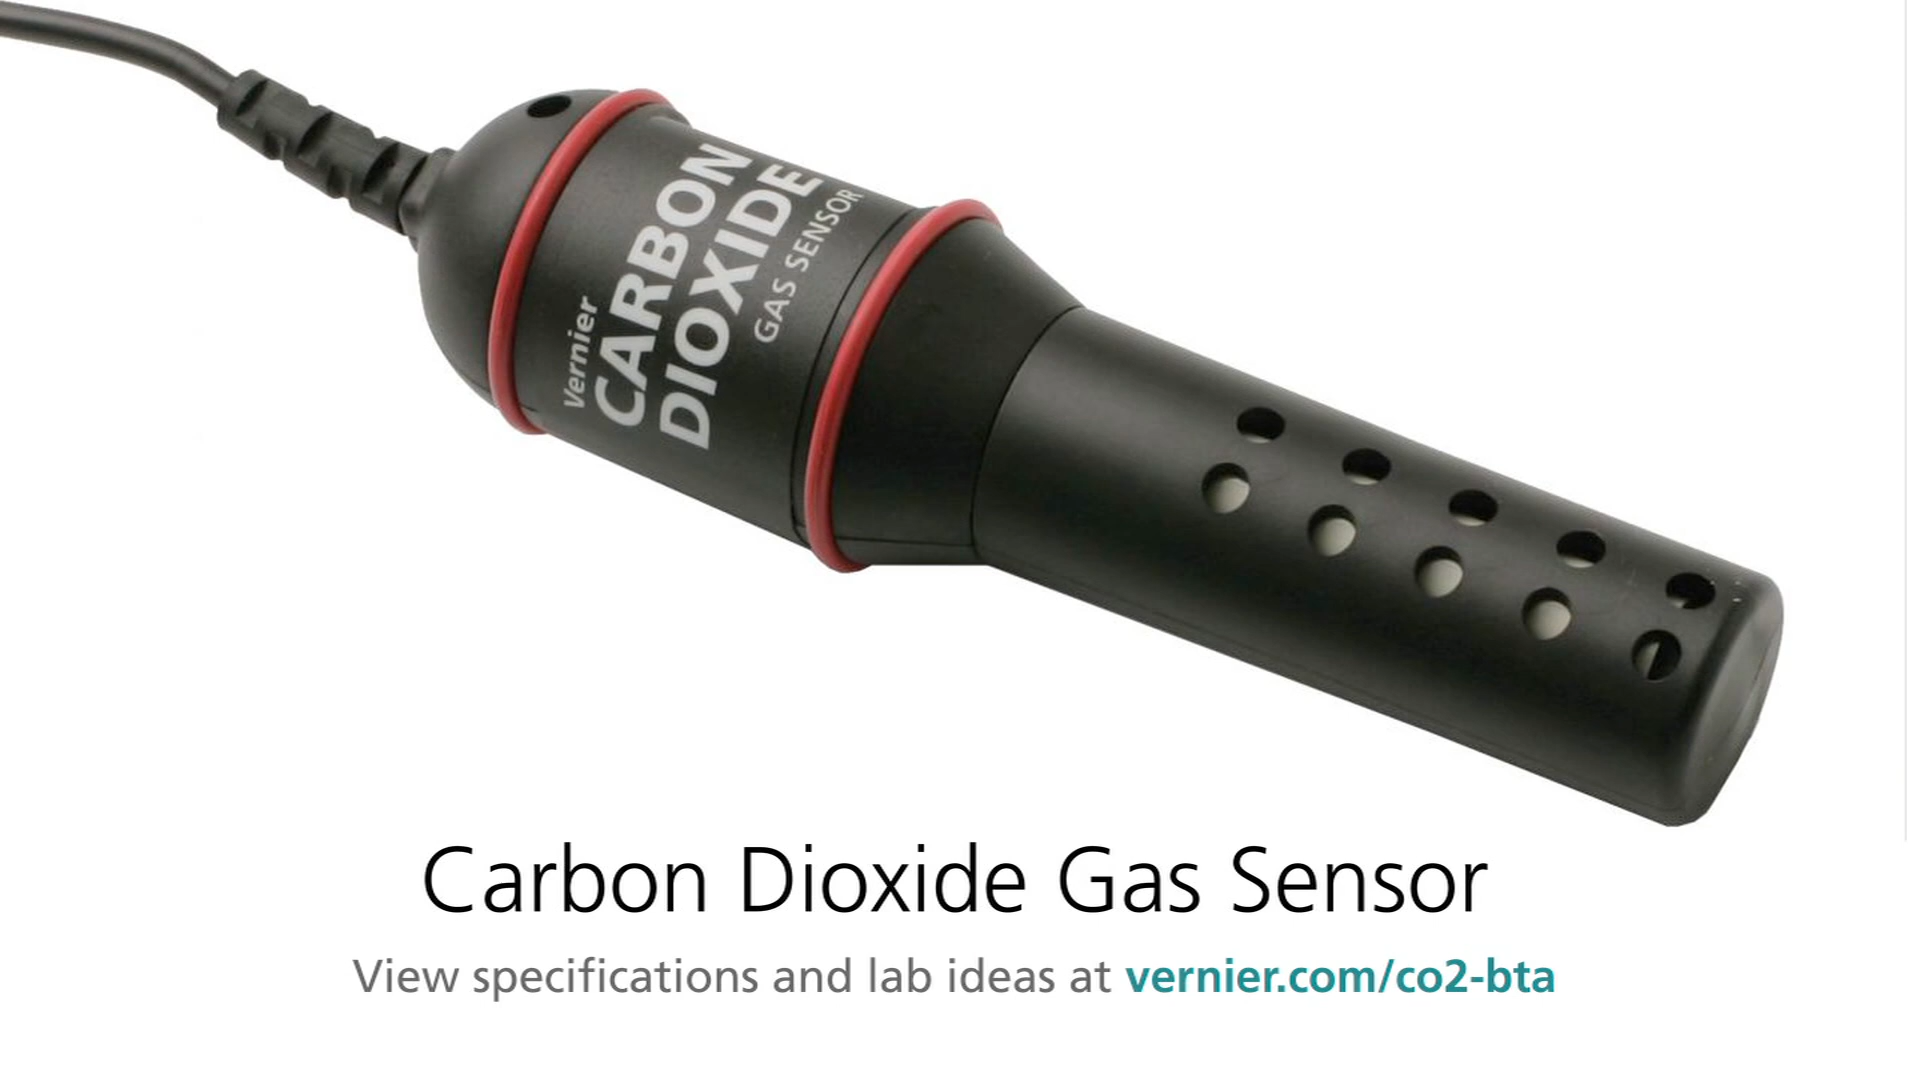 Vernier
CARBON
DIOXIDE
GAS SENSOR
Carbon Dioxide Gas Sensor
View specifications and lab ideas at vernier.com/co2-bta